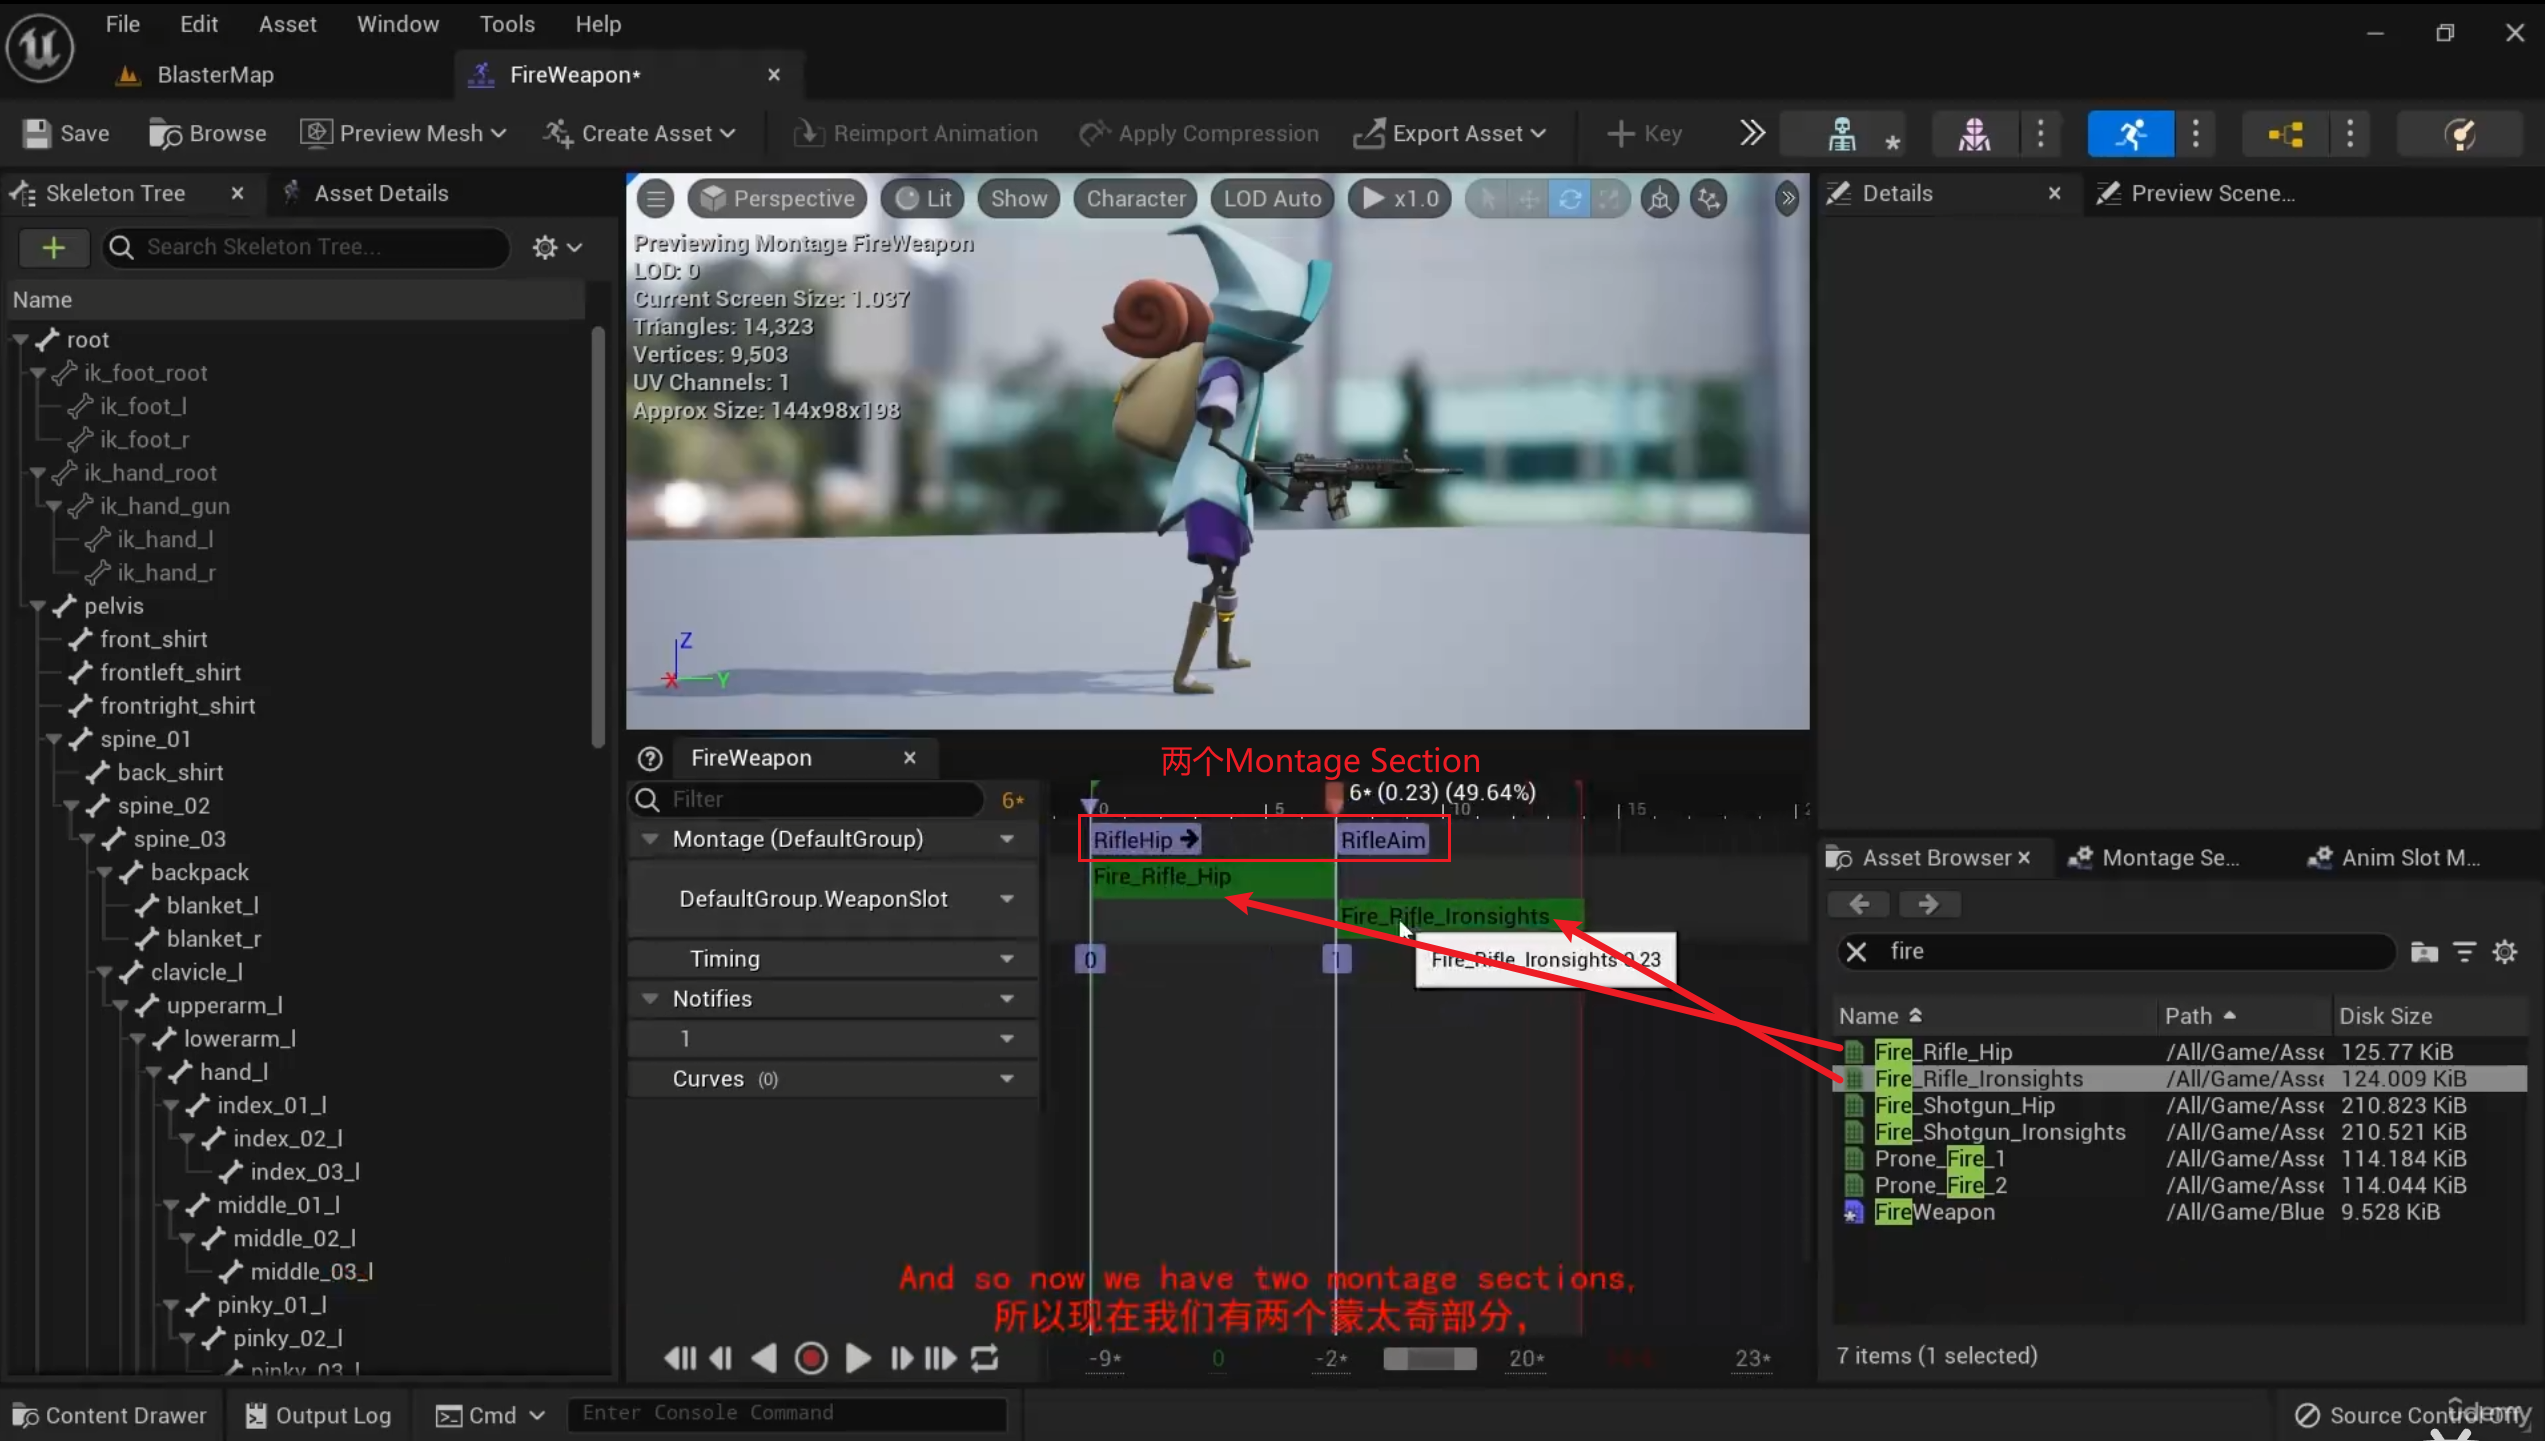 File Edit Asset Window Tools Help
BlasterMap
FireWeapon*
Save Browse Preview Mesh Create Asset Reimport Animation Apply Compression Export Asset Key
Skeleton Tree Asset Details
Search Skeleton Tree...
Name
root
ik_foot_root
ik_foot_l
ik_foot_r
ik_hand_root
ik_hand_gun
ik_hand_l
ik_hand_r
pelvis
front_shirt
frontleft_shirt
frontright_shirt
spine_01
back_shirt
spine_02
spine_03
backpack
blanket_l
blanket_r
clavicle_l
upperarm_l
lowerarm_l
hand_l
index_01_l
index_02_l
index_03_l
middle_01_l
middle_02_l
middle_03_l
pinky_01_l
pinky_02_l
pinky_03_l
Perspective Lit Show Character LOD Auto x1.0
Previewing Montage FireWeapon
LOD: 0
Current Screen Size: 1.037
Triangles: 14,323
Vertices: 9,503
UV Channels: 1
Approx Size: 144x98x198
Z
X Y
FireWeapon
两个Montage Section
Filter
6*
6* (0.23) (49.64%)
0 5 10 15
Montage (DefaultGroup)
RifleHip RifleAim
DefaultGroup.WeaponSlot
Fire_Rifle_Hip
Fire_Rifle_Ironsights
Timing
0 1
Fire_Rifle_Ironsights 0.23
Notifies
1
Curves (0)
And so now we have two montage sections,
所以现在我们有两个蒙太奇部分,
-9* 0 -2* 20* 23*
Details Preview Scene...
Asset Browser Montage Se... Anim Slot M...
fire
Name Path Disk Size
Fire_Rifle_Hip /All/Game/Asse 125.77 KiB
Fire_Rifle_Ironsights /All/Game/Asse 124.009 KiB
Fire_Shotgun_Hip /All/Game/Asse 210.823 KiB
Fire_Shotgun_Ironsights /All/Game/Asse 210.521 KiB
Prone_Fire_1 /All/Game/Asse 114.184 KiB
Prone_Fire_2 /All/Game/Asse 114.044 KiB
FireWeapon /All/Game/Blue 9.528 KiB
7 items (1 selected)
Content Drawer Output Log Cmd Enter Console Command
Source Control Off
udemy